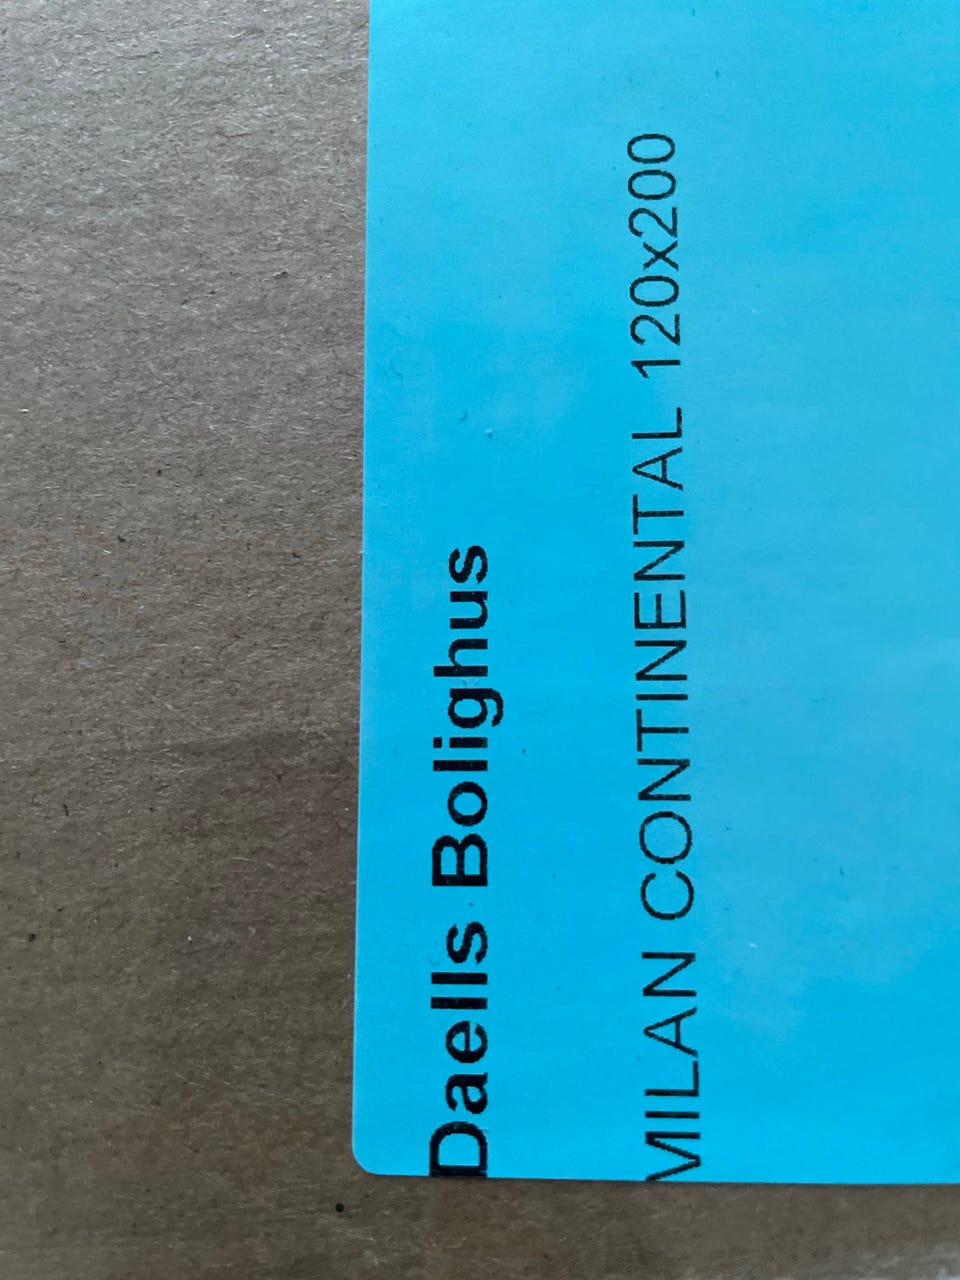 Daells Bolighus
MILAN CONTINENTAL 120x200